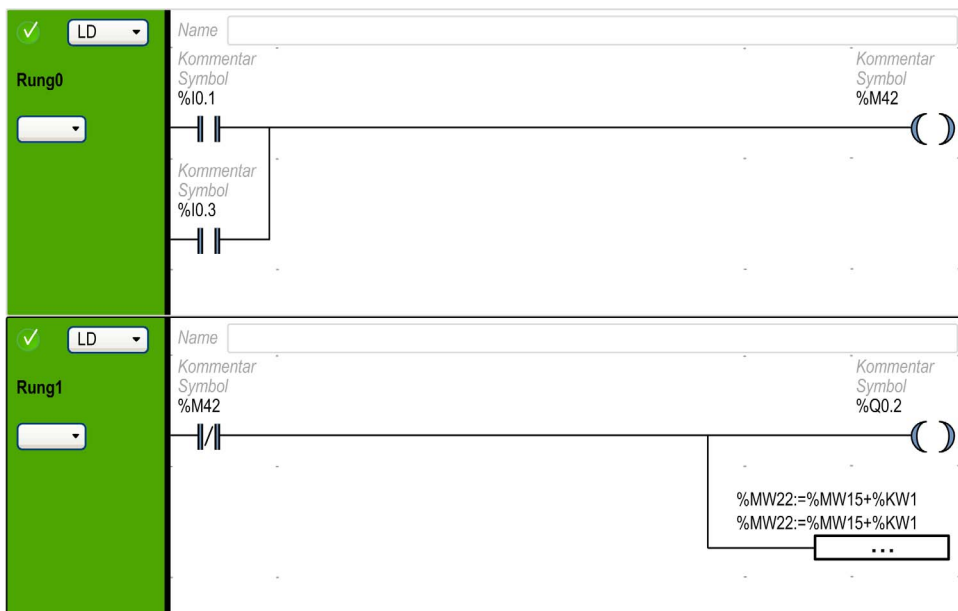 LD
Name
Rung0
Kommentar
Symbol
%I0.1
Kommentar
Symbol
%M42
Kommentar
Symbol
%I0.3
LD
Name
Rung1
Kommentar
Symbol
%M42
Kommentar
Symbol
%Q0.2
%MW22:=%MW15+%KW1
%MW22:=%MW15+%KW1
...